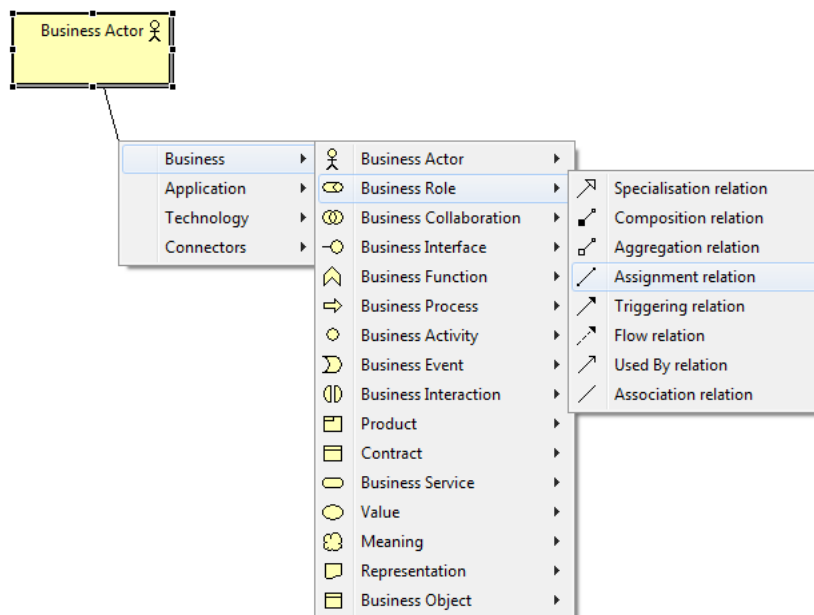 Business Actor
Business
Application
Technology
Connectors
Business Actor
Business Role
Business Collaboration
Business Interface
Business Function
Business Process
Business Activity
Business Event
Business Interaction
Product
Contract
Business Service
Value
Meaning
Representation
Business Object
Specialisation relation
Composition relation
Aggregation relation
Assignment relation
Triggering relation
Flow relation
Used By relation
Association relation